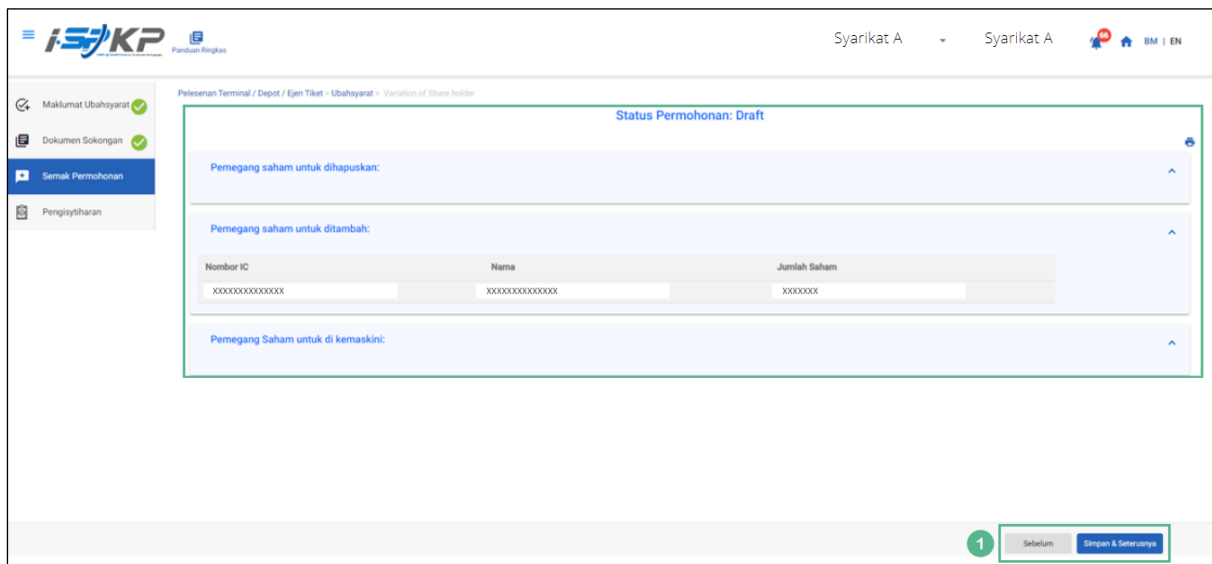 i-SPKP
Panduan Ringkas
Syarikat A
Syarikat A
66
BM | EN
Pelesenan Terminal / Depot / Ejen Tiket > Ubahsyarat > Variation of Share holder
Maklumat Ubahsyarat
Dokumen Sokongan
Semak Permohonan
Pengisytiharan
Status Permohonan: Draft
Pemegang saham untuk dihapuskan:
Pemegang saham untuk ditambah:
Nombor IC Nama Jumlah Saham
XXXXXXXXXXXXXX XXXXXXXXXXXXXX XXXXXXX
Pemegang Saham untuk di kemaskini:
1
Sebelum
Simpan & Seterusnya